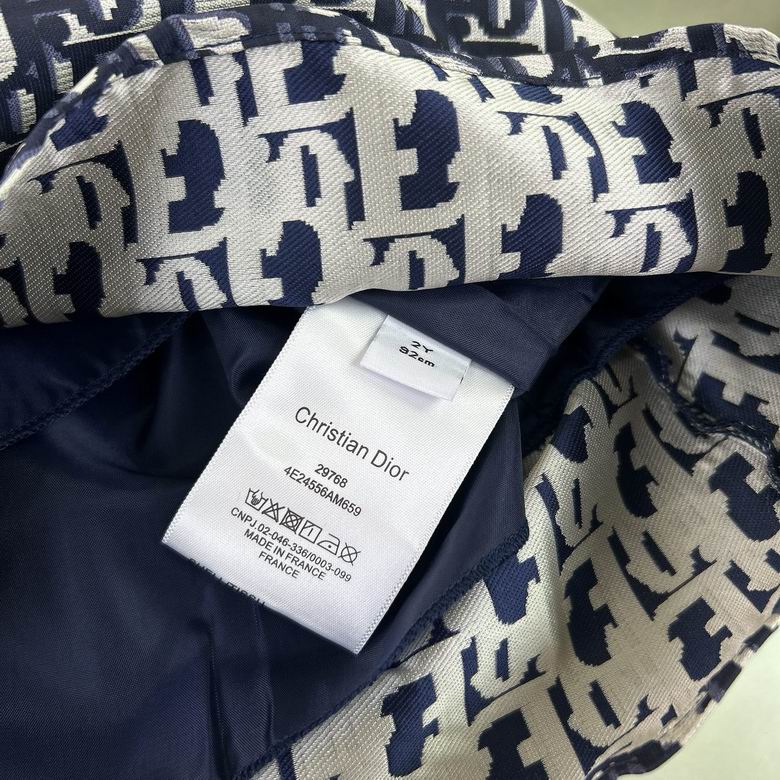 2Y
92cm
Christian Dior
29768
4E24556AM659
CNPJ.02-046-336/0003-099
MADE IN FRANCE
FRANCE